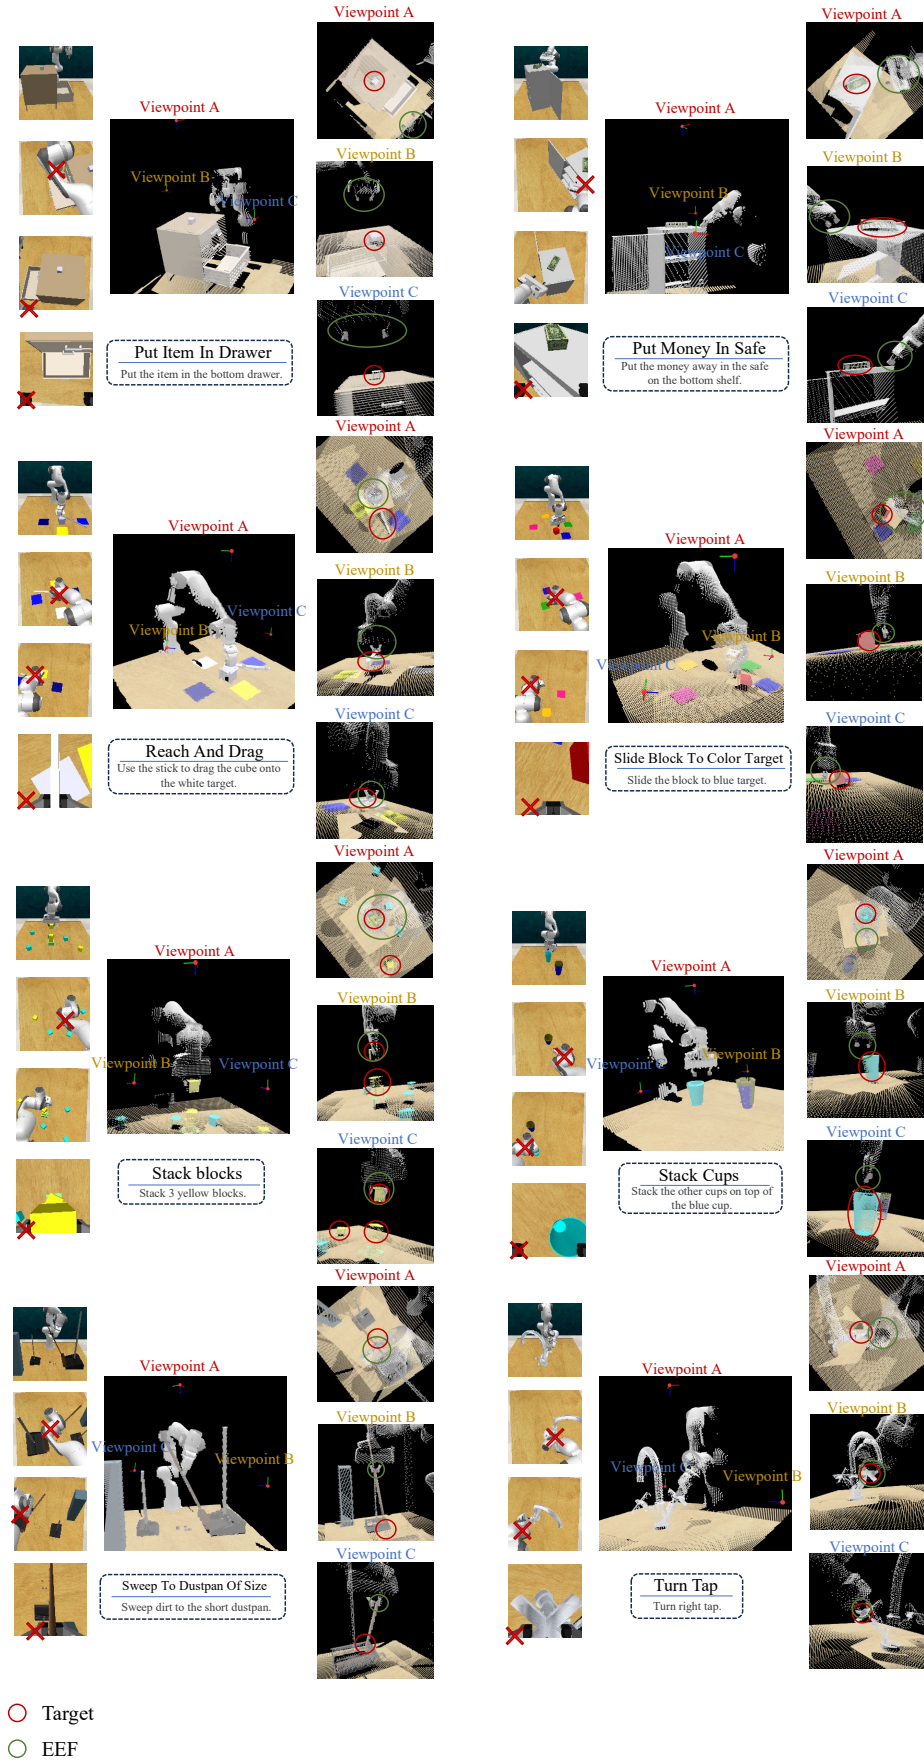 Viewpoint A
Viewpoint A
Viewpoint B
Viewpoint C
Viewpoint B
Viewpoint C
Put Item In Drawer
Put the item in the bottom drawer.
Viewpoint A
Viewpoint A
Viewpoint B
Viewpoint C
Viewpoint B
Viewpoint C
Put Money In Safe
Put the money away in the safe
on the bottom shelf.
Viewpoint A
Viewpoint A
Viewpoint C
Viewpoint B
Viewpoint B
Viewpoint C
Reach And Drag
Use the stick to drag the cube onto
the white target.
Viewpoint A
Viewpoint A
Viewpoint B
Viewpoint C
Viewpoint B
Viewpoint C
Slide Block To Color Target
Slide the block to blue target.
Viewpoint A
Viewpoint A
Viewpoint B
Viewpoint C
Viewpoint B
Viewpoint C
Stack blocks
Stack 3 yellow blocks.
Viewpoint A
Viewpoint A
Viewpoint C
Viewpoint B
Viewpoint B
Viewpoint C
Stack Cups
Stack the other cups on top of
the blue cup.
Viewpoint A
Viewpoint A
Viewpoint C
Viewpoint B
Viewpoint B
Viewpoint C
Sweep To Dustpan Of Size
Sweep dirt to the short dustpan.
Viewpoint A
Viewpoint A
Viewpoint C
Viewpoint B
Viewpoint B
Viewpoint C
Turn Tap
Turn right tap.
Target
EEF